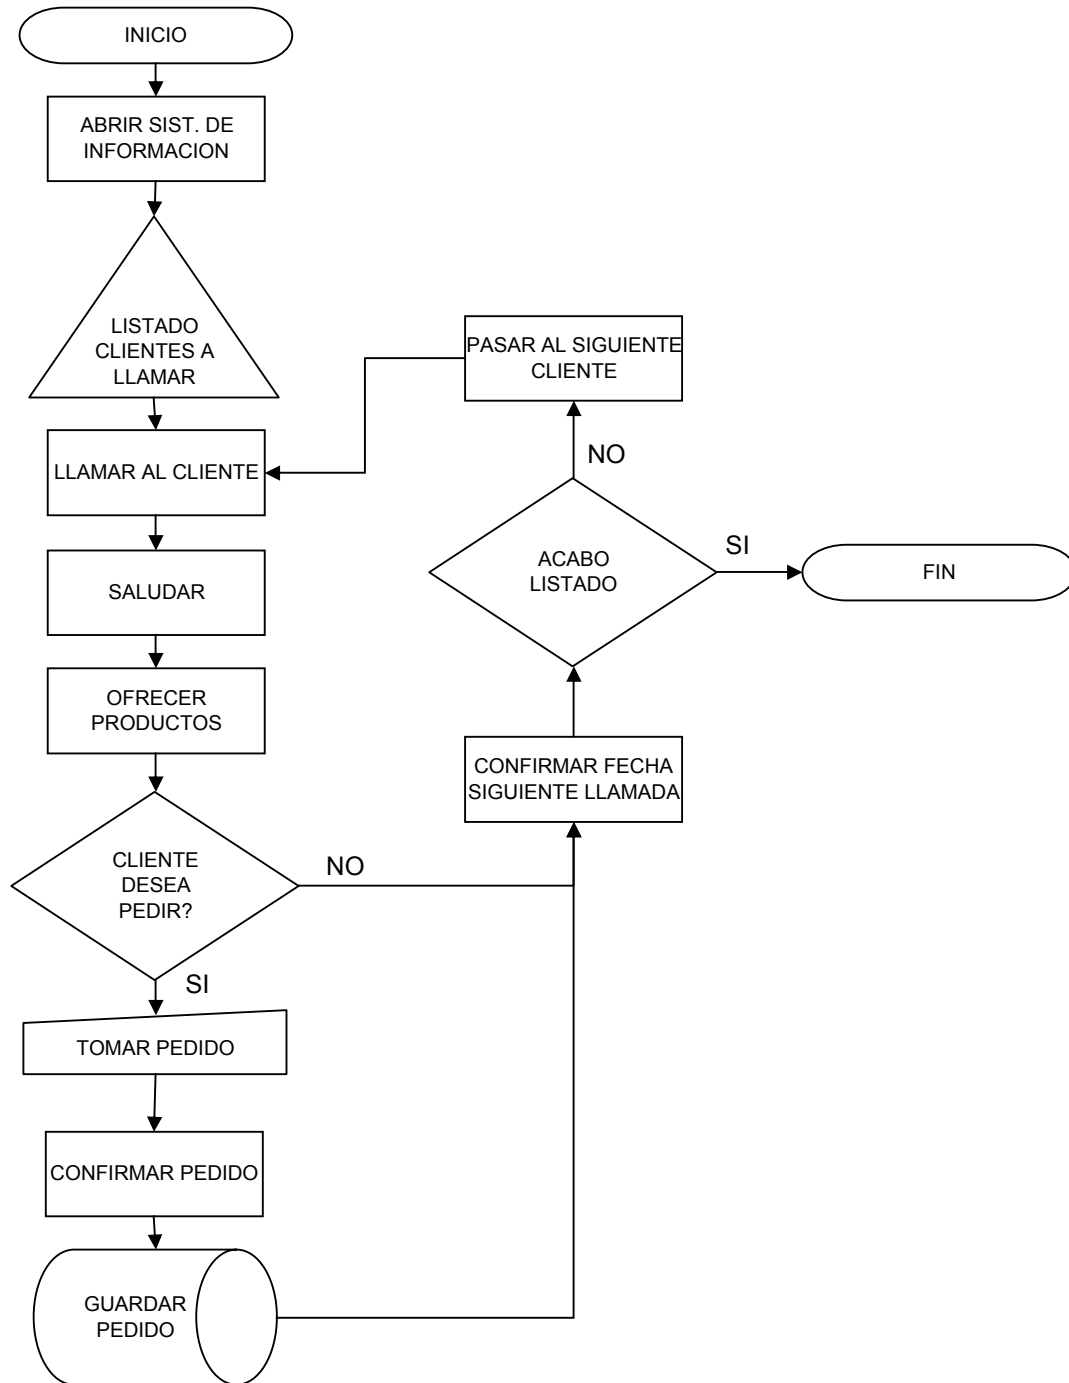 INICIO
ABRIR SIST. DE
INFORMACION
LISTADO
CLIENTES A
LLAMAR
LLAMAR AL CLIENTE
SALUDAR
OFRECER
PRODUCTOS
CLIENTE
DESEA
PEDIR?
NO
SI
TOMAR PEDIDO
CONFIRMAR PEDIDO
GUARDAR
PEDIDO
CONFIRMAR FECHA
SIGUIENTE LLAMADA
ACABO
LISTADO
NO
PASAR AL SIGUIENTE
CLIENTE
SI
FIN